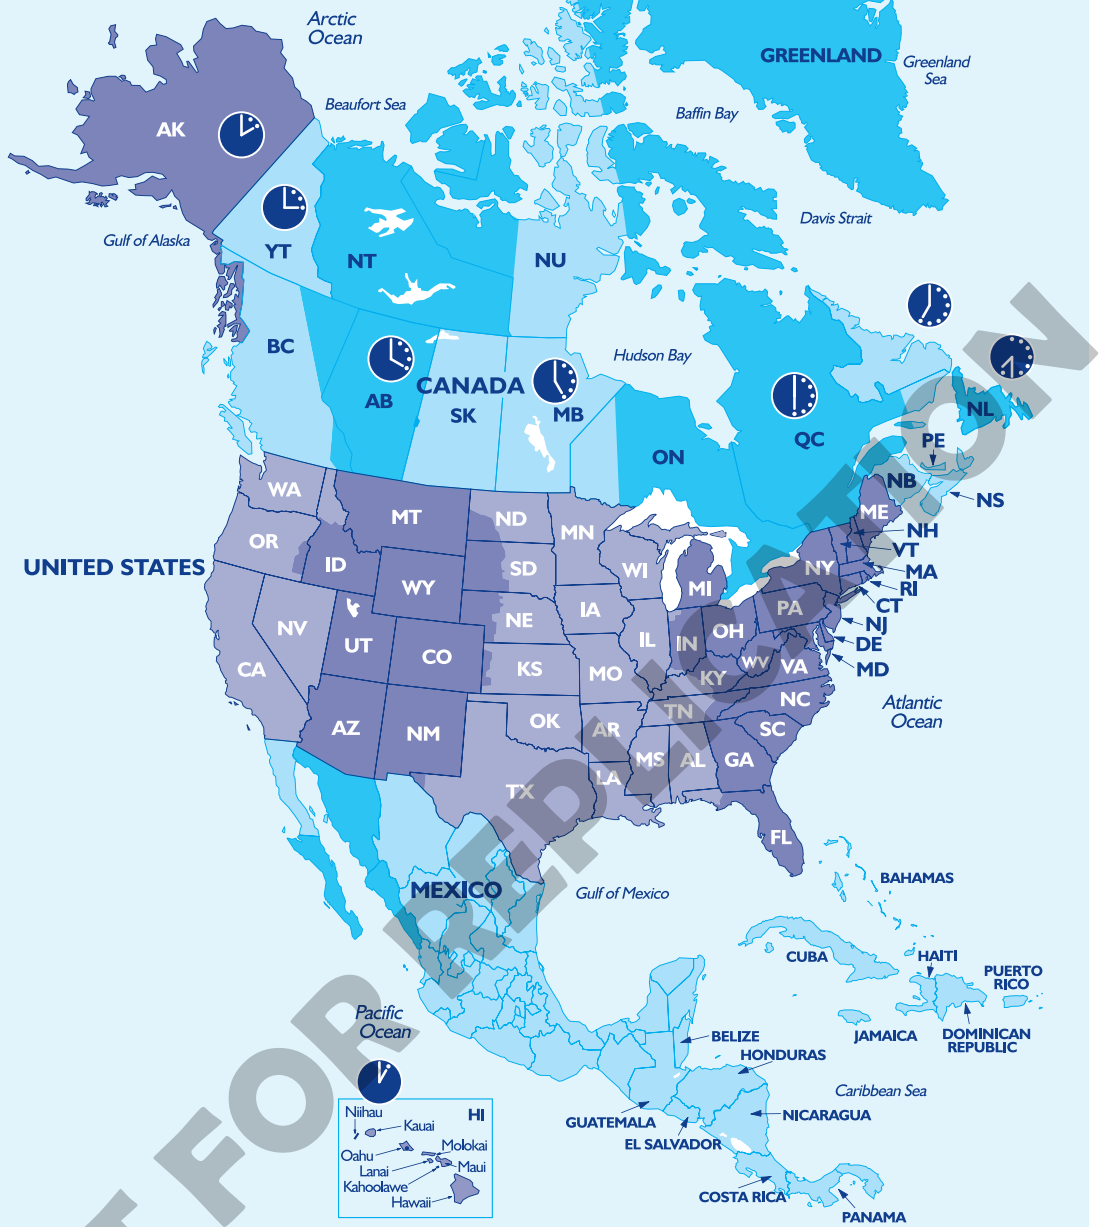 Arctic
Ocean
GREENLAND
Greenland
Sea
Beaufort Sea
Baffin Bay
AK
Davis Strait
Gulf of Alaska
YT
NT
NU
BC
Hudson Bay
CANADA
AB
SK
MB
ON
QC
NL
PE
NB
NS
WA
MT
ND
MN
ME
OR
ID
SD
WI
MI
NY
NH
VT
MA
RI
CT
NJ
DE
MD
UNITED STATES
WY
NE
IA
PA
NV
UT
CO
KS
MO
IL
IN
OH
WV
VA
KY
CA
AZ
NM
OK
AR
TN
NC
SC
TX
LA
MS
AL
GA
FL
Atlantic
Ocean
MEXICO
Gulf of Mexico
BAHAMAS
CUBA
HAITI
PUERTO
RICO
JAMAICA
DOMINICAN
REPUBLIC
Pacific
Ocean
BELIZE
HONDURAS
Caribbean Sea
GUATEMALA
EL SALVADOR
NICARAGUA
COSTA RICA
PANAMA
HI
Niihau
Kauai
Oahu
Molokai
Lanai
Maui
Kahoolawe
Hawaii
T FOR REPLICATION